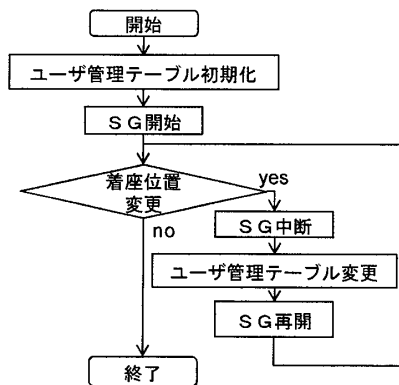 開始
ユーザ管理テーブル初期化
ＳＧ開始
着座位置
変更
yes
no
ＳＧ中断
ユーザ管理テーブル変更
ＳＧ再開
終了